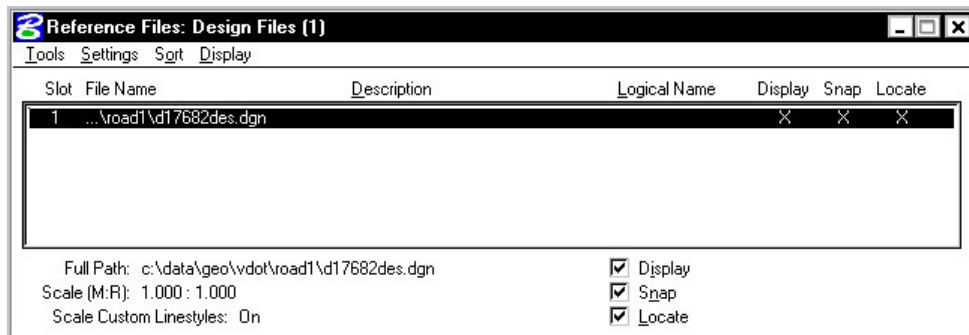 Reference Files: Design Files (1)
Tools Settings Sort Display
Slot File Name Description Logical Name Display Snap Locate
1 ...\road1\d17682des.dgn X X X
Full Path: c:\data\geo\vdot\road1\d17682des.dgn Display
Scale (M:R): 1.000 : 1.000 Snap
Scale Custom Linestyles: On Locate